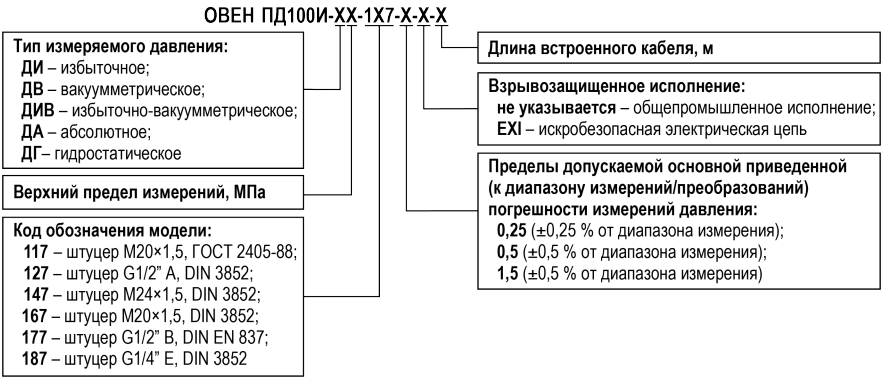 ОВЕН ПД100И-ХХ-1Х7-Х-Х-Х
Тип измеряемого давления:
ДИ – избыточное;
ДВ – вакуумметрическое;
ДИВ – избыточно-вакуумметрическое;
ДА – абсолютное;
ДГ– гидростатическое
Верхний предел измерений, МПа
Код обозначения модели:
117 – штуцер М20×1,5, ГОСТ 2405-88;
127 – штуцер G1/2” A, DIN 3852;
147 – штуцер М24×1,5, DIN 3852;
167 – штуцер М20×1,5, DIN 3852;
177 – штуцер G1/2” B, DIN EN 837;
187 – штуцер G1/4” E, DIN 3852
Длина встроенного кабеля, м
Взрывозащищенное исполнение:
не указывается – общепромышленное исполнение;
EXI – искробезопасная электрическая цепь
Пределы допускаемой основной приведенной
(к диапазону измерений/преобразований)
погрешности измерений давления:
0,25 (±0,25 % от диапазона измерения);
0,5 (±0,5 % от диапазона измерения);
1,5 (±0,5 % от диапазона измерения)